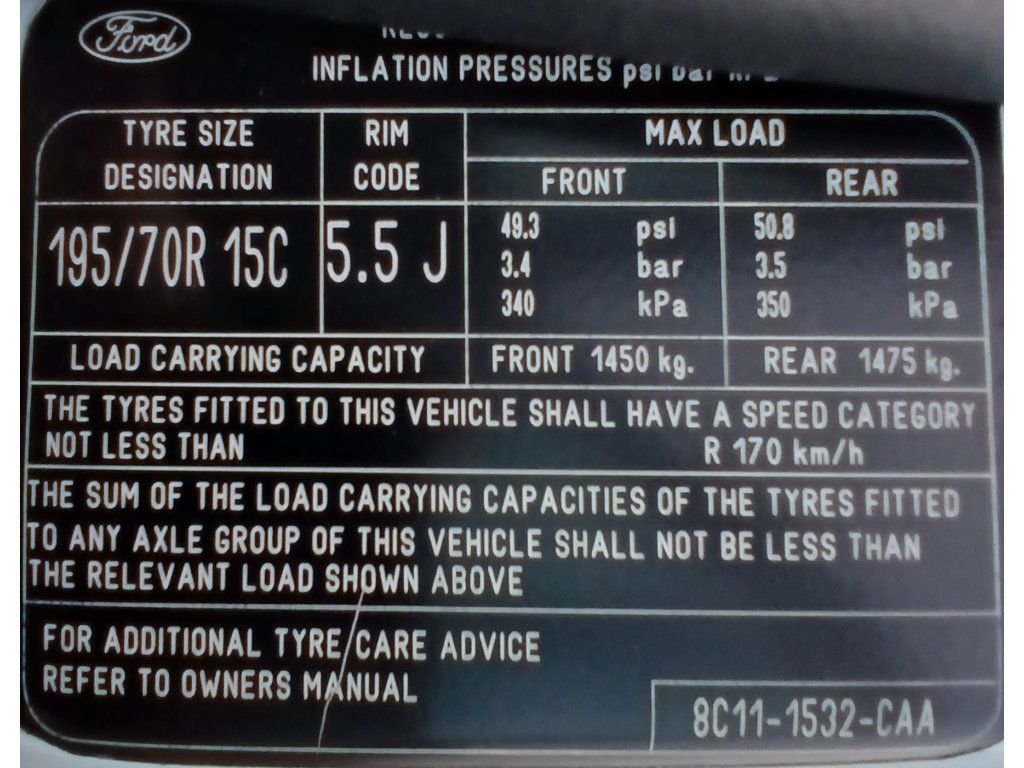 Ford
INFLATION PRESSURES psi bar
TYRE SIZE DESIGNATION
RIM CODE
MAX LOAD
FRONT
REAR
195/70R 15C
5.5 J
49.3 psi
3.4 bar
340 kPa
50.8 psi
3.5 bar
350 kPa
LOAD CARRYING CAPACITY
FRONT 1450 kg.
REAR 1475 kg.
THE TYRES FITTED TO THIS VEHICLE SHALL HAVE A SPEED CATEGORY
NOT LESS THAN R 170 km/h
THE SUM OF THE LOAD CARRYING CAPACITIES OF THE TYRES FITTED
TO ANY AXLE GROUP OF THIS VEHICLE SHALL NOT BE LESS THAN
THE RELEVANT LOAD SHOWN ABOVE
FOR ADDITIONAL TYRE CARE ADVICE
REFER TO OWNERS MANUAL
8C11-1532-CAA